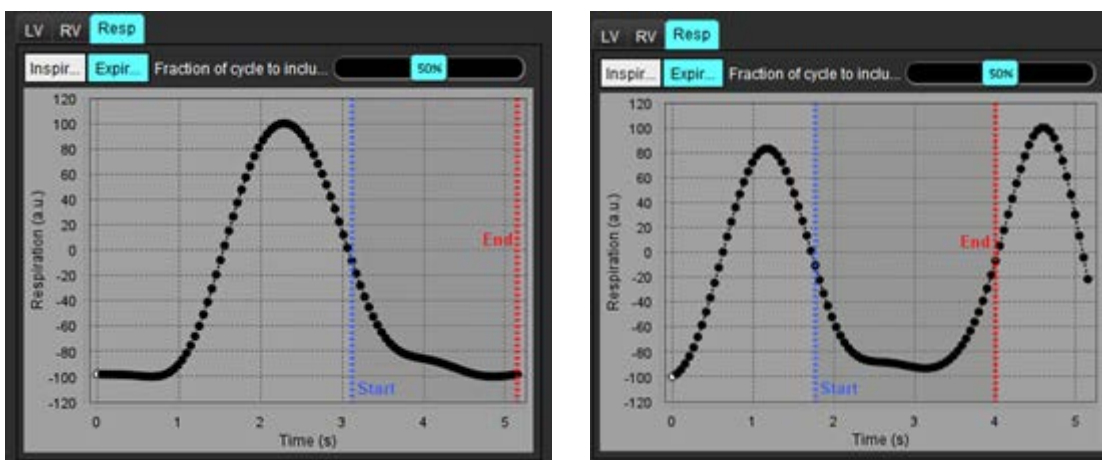 LV RV Resp
Inspir... Expir... Fraction of cycle to inclu... 50%
120
100
80
60
40
20
0
-20
-40
-60
-80
-100
-120
Respiration (a.u.)
End
Start
0 1 2 3 4 5
Time (s)
LV RV Resp
Inspir... Expir... Fraction of cycle to inclu... 50%
120
100
80
60
40
20
0
-20
-40
-60
-80
-100
-120
Respiration (a.u.)
End
Start
0 1 2 3 4 5
Time (s)